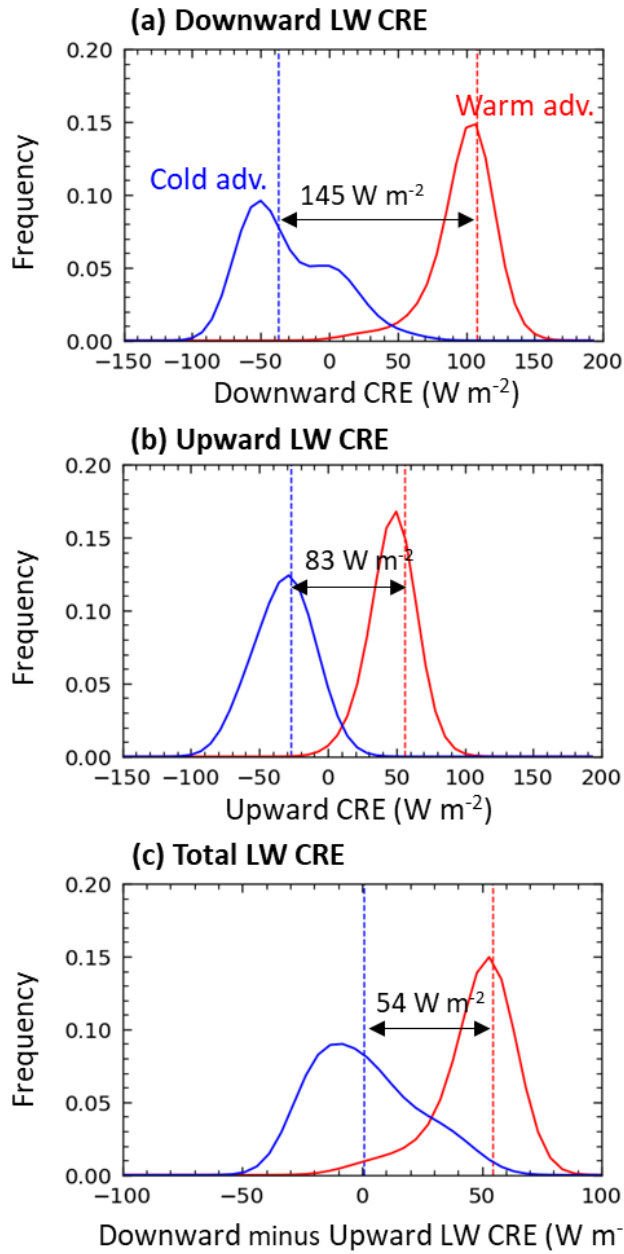 (a) Downward LW CRE
0.20
0.15
0.10
0.05
0.00
Frequency
Warm adv.
Cold adv.
145 W m⁻²
−150 −100 −50 0 50 100 150 200
Downward CRE (W m⁻²)
(b) Upward LW CRE
0.20
0.15
0.10
0.05
0.00
Frequency
83 W m⁻²
−150 −100 −50 0 50 100 150 200
Upward CRE (W m⁻²)
(c) Total LW CRE
0.20
0.15
0.10
0.05
0.00
Frequency
54 W m⁻²
−100 −50 0 50 100
Downward minus Upward LW CRE (W m⁻